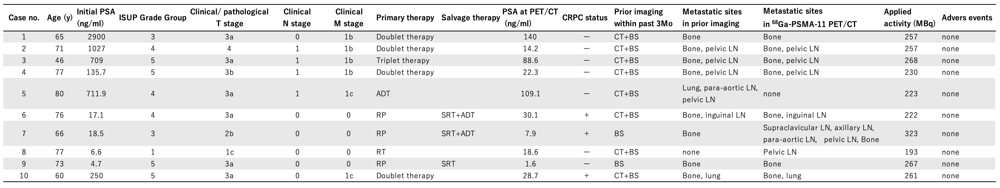 Case no. Age (y) Initial PSA (ng/ml) ISUP Grade Group Clinical/ pathological T stage Clinical N stage Clinical M stage Primary therapy Salvage therapy PSA at PET/CT (ng/ml) CRPC status Prior imaging within past 3Mo Metastatic sites in prior imaging Metastatic sites in ⁶⁸Ga-PSMA-11 PET/CT Applied activity (MBq) Advers events
1 65 2900 3 3a 0 1b Doublet therapy 140 — CT+BS Bone Bone 257 none
2 71 1027 4 4 1 1b Doublet therapy 14.2 — CT+BS Bone, pelvic LN Bone, pelvic LN 257 none
3 46 709 5 3a 1 1b Triplet therapy 88.6 — CT+BS Bone, pelvic LN Bone, pelvic LN 268 none
4 77 135.7 5 3b 1 1b Doublet therapy 22.3 — CT+BS Bone, pelvic LN Bone, pelvic LN 230 none
5 80 711.9 4 3a 1 1c ADT 109.1 — CT+BS Lung, para-aortic LN, pelvic LN none 223 none
6 76 17.1 4 3a 0 0 RP SRT+ADT 30.1 + CT+BS Bone, inguinal LN Bone, inguinal LN 222 none
7 66 18.5 3 2b 0 0 RP SRT+ADT 7.9 + BS Bone Supraclavicular LN, axillary LN, para-aortic LN, pelvic LN, Bone 323 none
8 77 6.6 1 1c 0 0 RT 18.6 — CT+BS none Pelvic LN 193 none
9 73 4.7 5 3a 0 0 RP SRT 1.6 — BS Bone Bone 267 none
10 60 250 5 3a 0 1c Doublet therapy 28.7 + CT+BS Bone, lung Bone, lung 261 none